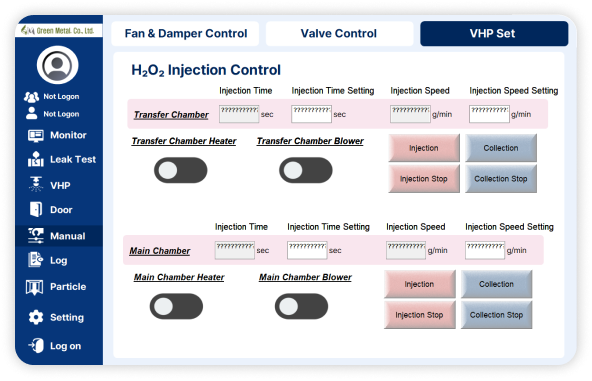 Green Metal. Co., Ltd.
Fan & Damper Control
Valve Control
VHP Set
Not Logon
Not Logon
Monitor
Leak Test
VHP
Door
Manual
Log
Particle
Setting
Log on
H₂O₂ Injection Control
Injection Time Injection Time Setting Injection Speed Injection Speed Setting
Transfer Chamber ?????????? sec ?????????? sec ?????????? g/min ?????????? g/min
Transfer Chamber Heater Transfer Chamber Blower
Injection Collection
Injection Stop Collection Stop
Injection Time Injection Time Setting Injection Speed Injection Speed Setting
Main Chamber ?????????? sec ?????????? sec ?????????? g/min ?????????? g/min
Main Chamber Heater Main Chamber Blower
Injection Collection
Injection Stop Collection Stop